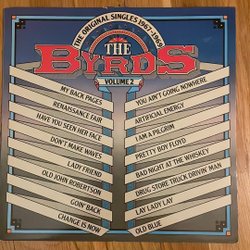 THE ORIGINAL SINGLES 1967-1969
THE
BYRDS
VOLUME 2
MY BACK PAGES
RENAISSANCE FAIR
HAVE YOU SEEN HER FACE
DON'T MAKE WAVES
LADY FRIEND
OLD JOHN ROBERTSON
GOIN' BACK
CHANGE IS NOW
YOU AIN'T GOING NOWHERE
ARTIFICIAL ENERGY
I AM A PILGRIM
PRETTY BOY FLOYD
BAD NIGHT AT THE WHISKEY
DRUG STORE TRUCK DRIVIN' MAN
LAY LADY LAY
OLD BLUE